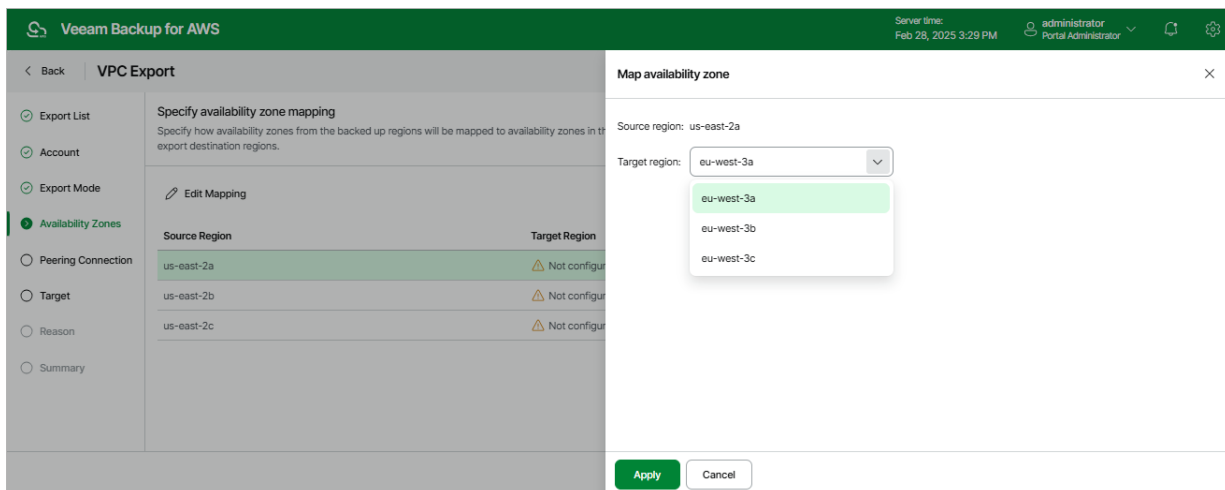 Veeam Backup for AWS
Server time:
Feb 28, 2025 3:29 PM
administrator
Portal Administrator
Back
VPC Export
Export List
Account
Export Mode
Availability Zones
Peering Connection
Target
Reason
Summary
Specify availability zone mapping
Specify how availability zones from the backed up regions will be mapped to availability zones in th
export destination regions.
Edit Mapping
Source Region Target Region
us-east-2a Not configur
us-east-2b Not configur
us-east-2c Not configur
Map availability zone
Source region: us-east-2a
Target region: eu-west-3a
eu-west-3a
eu-west-3b
eu-west-3c
Apply Cancel